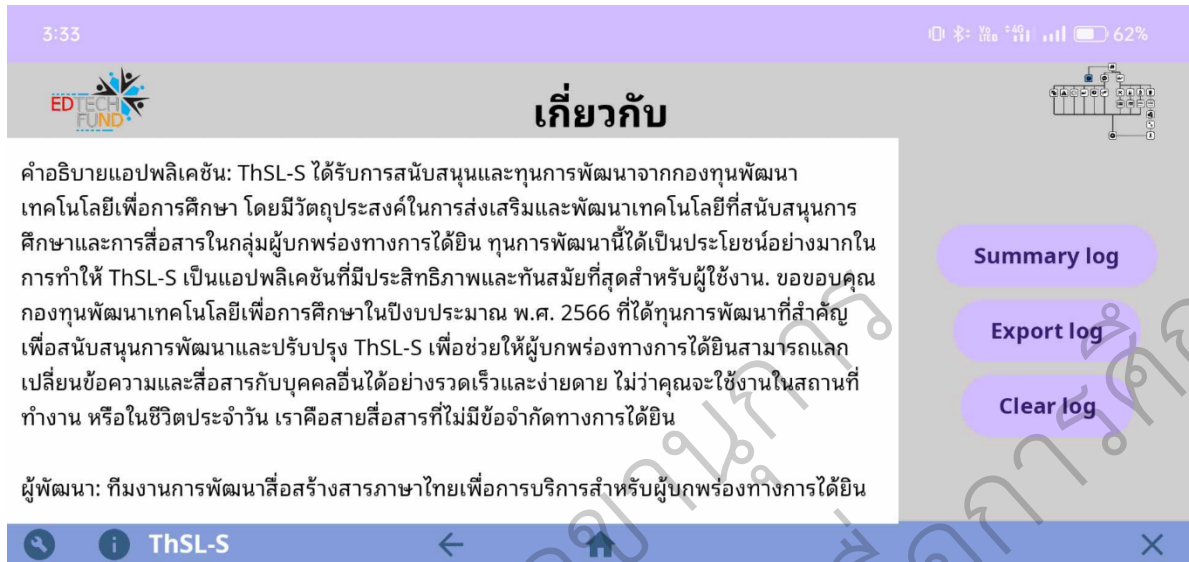 3:33
Vo LTE 4G 62%
EDTECH
FUND
เกี่ยวกับ
คำอธิบายแอปพลิเคชัน: ThSL-S ได้รับการสนับสนุนและทุนการพัฒนาจากกองทุนพัฒนา
เทคโนโลยีเพื่อการศึกษา โดยมีวัตถุประสงค์ในการส่งเสริมและพัฒนาเทคโนโลยีที่สนับสนุนการ
ศึกษาและการสื่อสารในกลุ่มผู้บกพร่องทางการได้ยิน ทุนการพัฒนานี้ได้เป็นประโยชน์อย่างมากใน
การทำให้ ThSL-S เป็นแอปพลิเคชันที่มีประสิทธิภาพและทันสมัยที่สุดสำหรับผู้ใช้งาน. ขอขอบคุณ
กองทุนพัฒนาเทคโนโลยีเพื่อการศึกษาในปีงบประมาณ พ.ศ. 2566 ที่ได้ทุนการพัฒนาที่สำคัญ
เพื่อสนับสนุนการพัฒนาและปรับปรุง ThSL-S เพื่อช่วยให้ผู้บกพร่องทางการได้ยินสามารถแลก
เปลี่ยนข้อความและสื่อสารกับบุคคลอื่นได้อย่างรวดเร็วและง่ายดาย ไม่ว่าคุณจะใช้งานในสถานที่
ทำงาน หรือในชีวิตประจำวัน เราคือสายสื่อสารที่ไม่มีข้อจำกัดทางการได้ยิน
ผู้พัฒนา: ทีมงานการพัฒนาสื่อสร้างสารภาษาไทยเพื่อการบริการสำหรับผู้บกพร่องทางการได้ยิน
Summary log
Export log
Clear log
ThSL-S